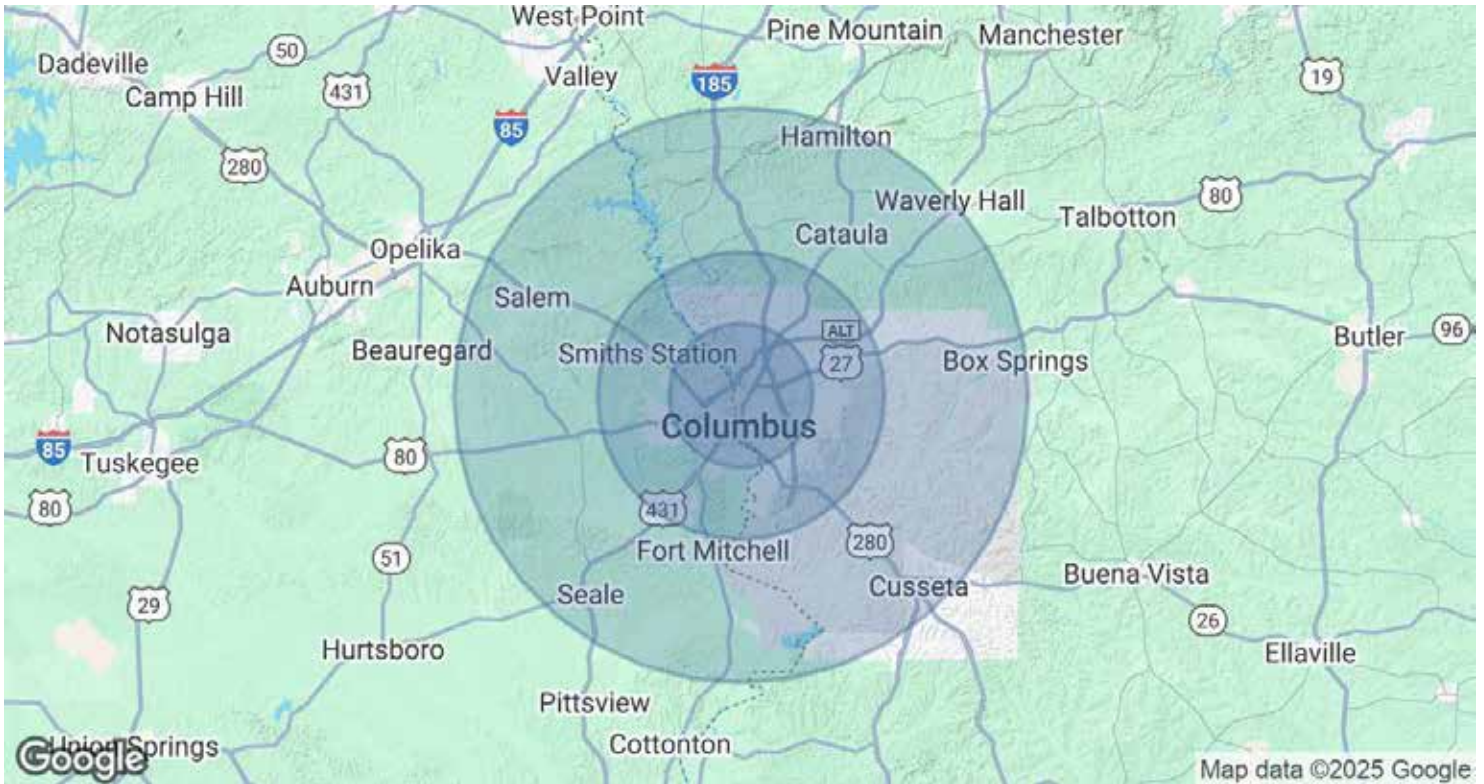 West Point
Pine Mountain
Manchester
50
Dadeville
Valley
19
Camp Hill
431
185
85
Hamilton
280
80
Waverly Hall
Talbotton
Cataula
Opelika
Auburn
Salem
Notasulga
ALT
96
Butler
Beauregard
Smiths Station
27
Box Springs
Columbus
85
80
Tuskegee
80
431
280
Fort Mitchell
51
Buena Vista
Cusseta
Seale
29
26
Hurtsboro
Ellaville
Pittsview
Cottonton
Union Springs
Google
Map data ©2025 Google